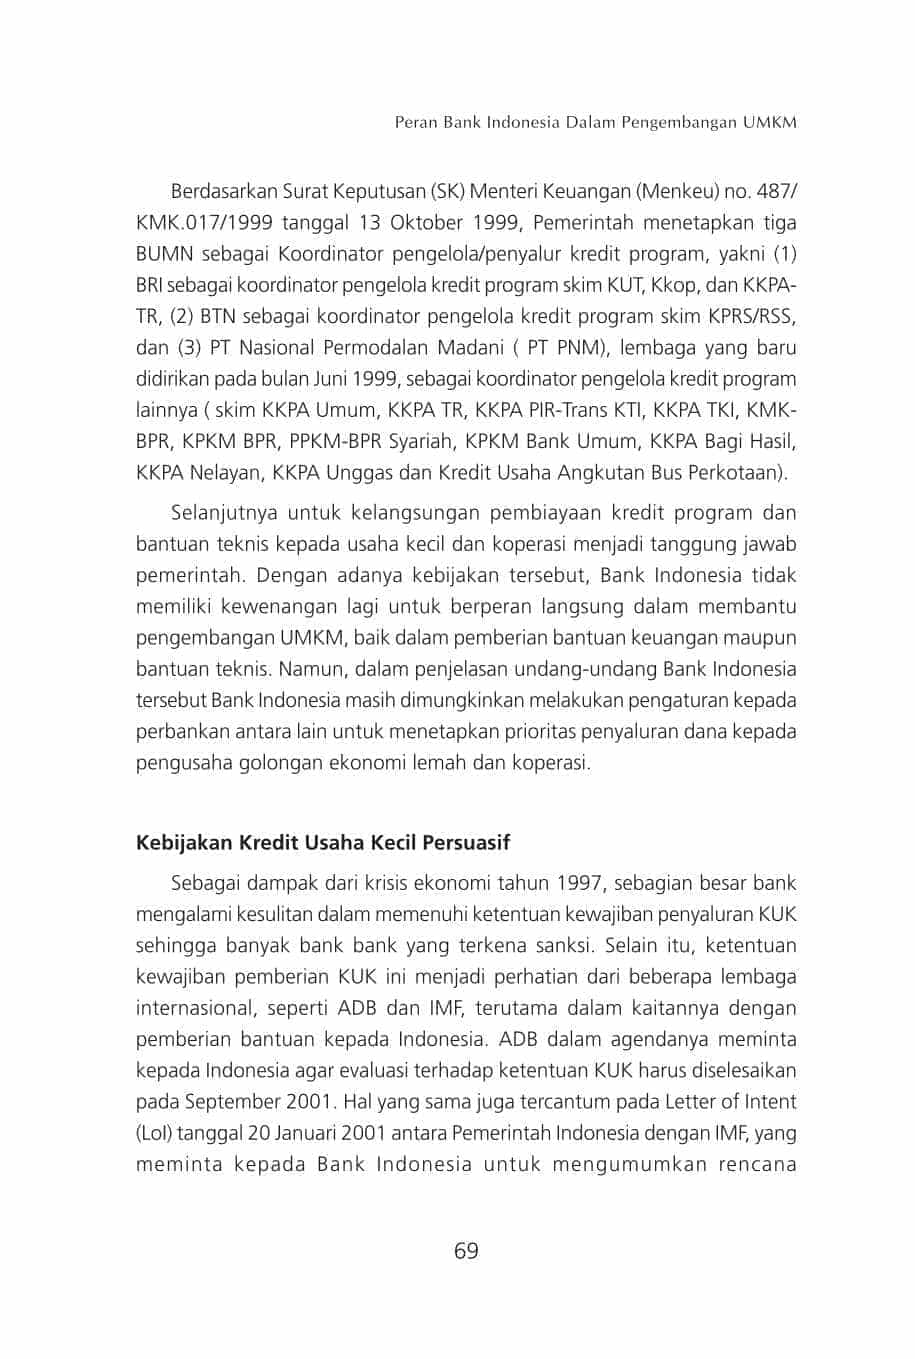 Peran Bank Indonesia Dalam Pengembangan UMKM
Berdasarkan Surat Keputusan (SK) Menteri Keuangan (Menkeu) no. 487/
KMK.017/1999 tanggal 13 Oktober 1999, Pemerintah menetapkan tiga
BUMN sebagai Koordinator pengelola/penyalur kredit program, yakni (1)
BRI sebagai koordinator pengelola kredit program skim KUT, Kkop, dan KKPA-
TR, (2) BTN sebagai koordinator pengelola kredit program skim KPRS/RSS,
dan (3) PT Nasional Permodalan Madani ( PT PNM), lembaga yang baru
didirikan pada bulan Juni 1999, sebagai koordinator pengelola kredit program
lainnya ( skim KKPA Umum, KKPA TR, KKPA PIR-Trans KTI, KKPA TKI, KMK-
BPR, KPKM BPR, PPKM-BPR Syariah, KPKM Bank Umum, KKPA Bagi Hasil,
KKPA Nelayan, KKPA Unggas dan Kredit Usaha Angkutan Bus Perkotaan).
Selanjutnya untuk kelangsungan pembiayaan kredit program dan
bantuan teknis kepada usaha kecil dan koperasi menjadi tanggung jawab
pemerintah. Dengan adanya kebijakan tersebut, Bank Indonesia tidak
memiliki kewenangan lagi untuk berperan langsung dalam membantu
pengembangan UMKM, baik dalam pemberian bantuan keuangan maupun
bantuan teknis. Namun, dalam penjelasan undang-undang Bank Indonesia
tersebut Bank Indonesia masih dimungkinkan melakukan pengaturan kepada
perbankan antara lain untuk menetapkan prioritas penyaluran dana kepada
pengusaha golongan ekonomi lemah dan koperasi.
Kebijakan Kredit Usaha Kecil Persuasif
Sebagai dampak dari krisis ekonomi tahun 1997, sebagian besar bank
mengalami kesulitan dalam memenuhi ketentuan kewajiban penyaluran KUK
sehingga banyak bank bank yang terkena sanksi. Selain itu, ketentuan
kewajiban pemberian KUK ini menjadi perhatian dari beberapa lembaga
internasional, seperti ADB dan IMF, terutama dalam kaitannya dengan
pemberian bantuan kepada Indonesia. ADB dalam agendanya meminta
kepada Indonesia agar evaluasi terhadap ketentuan KUK harus diselesaikan
pada September 2001. Hal yang sama juga tercantum pada Letter of Intent
(LoI) tanggal 20 Januari 2001 antara Pemerintah Indonesia dengan IMF, yang
meminta kepada Bank Indonesia untuk mengumumkan rencana
69